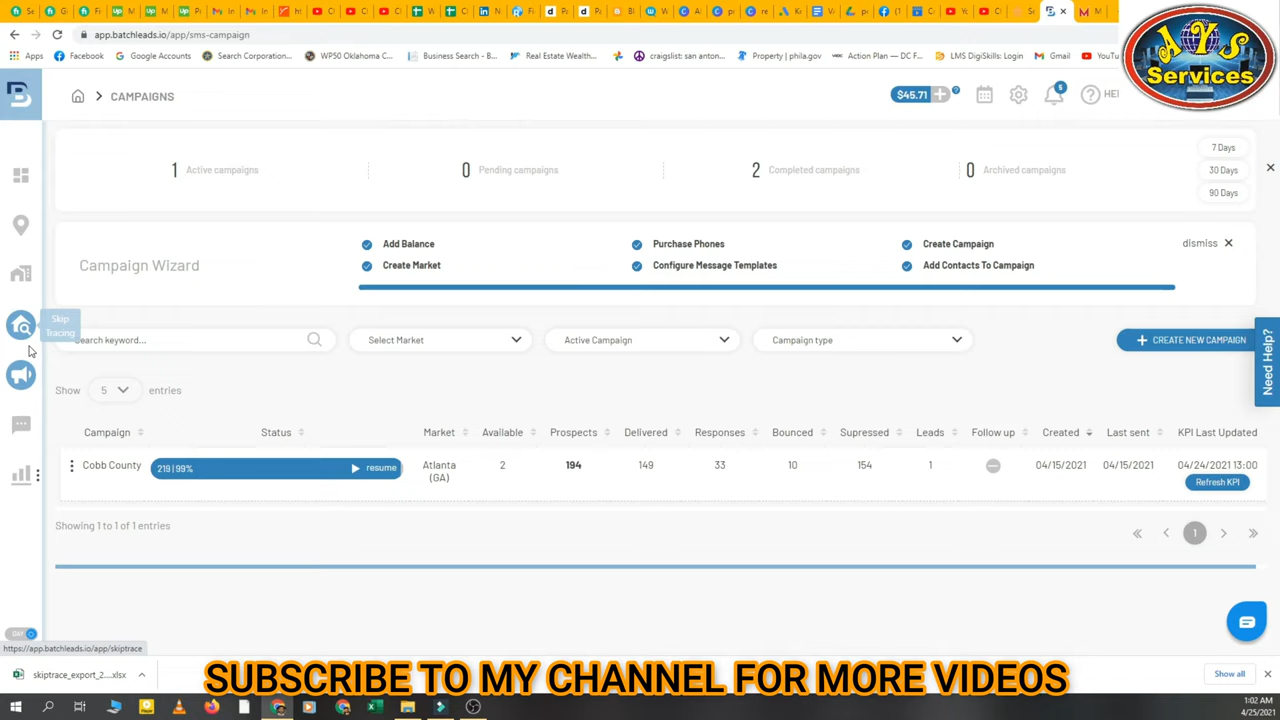 app.batchleads.io/app/sms-campaign
Apps
Facebook
Google Accounts
Search Corporation...
WP50 Oklahoma C...
Business Search - B...
Real Estate Wealth...
craigslist: san anton...
Property | phila.gov
Action Plan — DC F...
LMS DigiSkills: Login
Gmail
YouTu
AYS
Services
B
CAMPAIGNS
$45.71
5
HEL
1 Active campaigns
0 Pending campaigns
2 Completed campaigns
0 Archived campaigns
7 Days
30 Days
90 Days
Campaign Wizard
Add Balance
Purchase Phones
Create Campaign
dismiss
Create Market
Configure Message Templates
Add Contacts To Campaign
Skip
Tracing
Search keyword...
Select Market
Active Campaign
Campaign type
CREATE NEW CAMPAIGN
Need Help?
Show 5 entries
Campaign Status Market Available Prospects Delivered Responses Bounced Supressed Leads Follow up Created Last sent KPI Last Updated
Cobb County 219 | 99% resume Atlanta (GA) 2 194 149 33 10 154 1 04/15/2021 04/15/2021 04/24/2021 13:00
Refresh KPI
Showing 1 to 1 of 1 entries
1
DAY
https://app.batchleads.io/app/skiptrace
skiptrace_export_2....xlsx
SUBSCRIBE TO MY CHANNEL FOR MORE VIDEOS
Show all
1:02 AM
4/25/2021